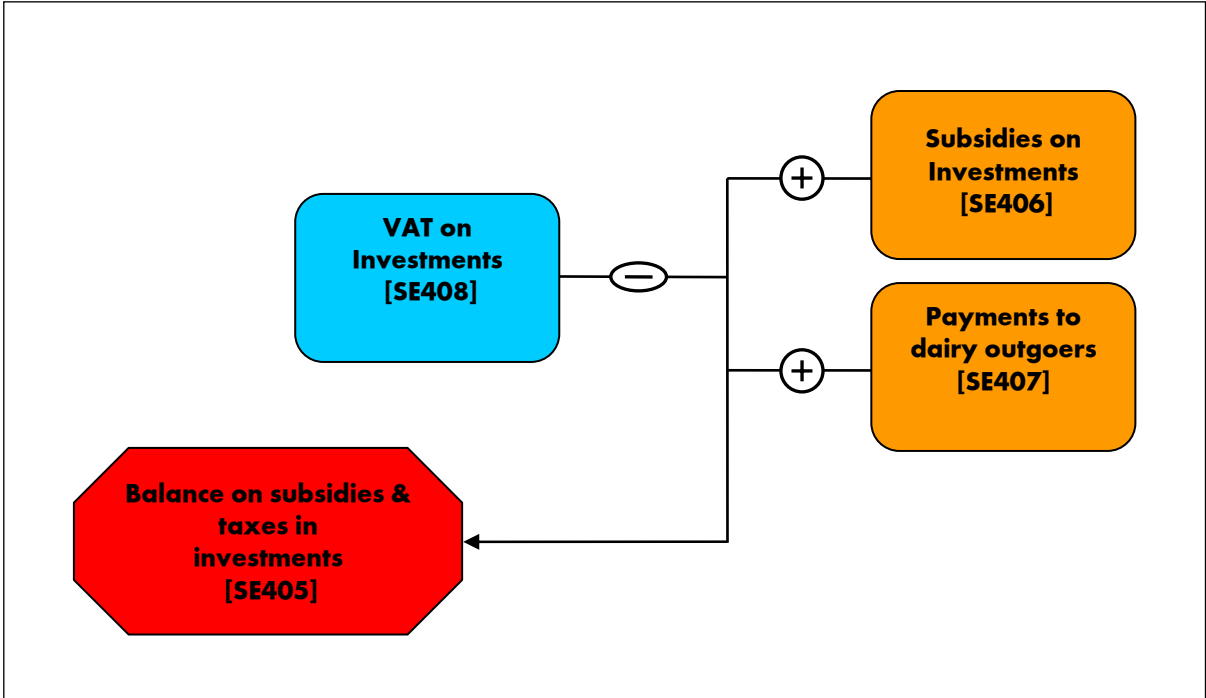 Subsidies on
Investments
[SE406]
+
VAT on
Investments
[SE408]
−
Payments to
dairy outgoers
[SE407]
+
Balance on subsidies &
taxes in
investments
[SE405]